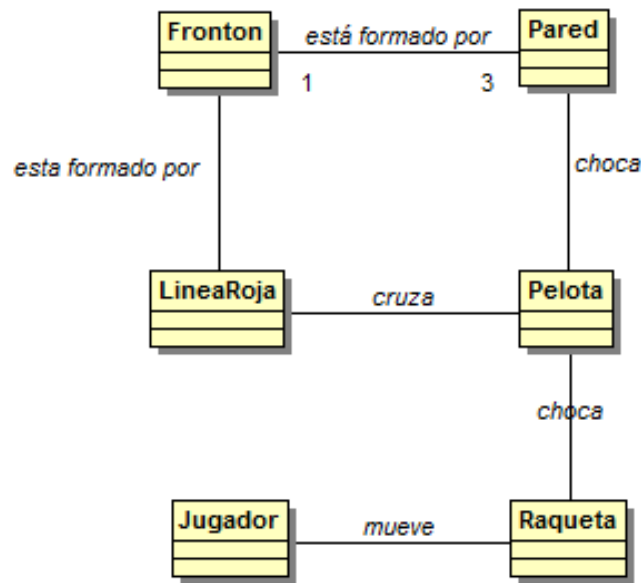 Fronton
está formado por
Pared
1
3
esta formado por
choca
LineaRoja
cruza
Pelota
choca
Jugador
mueve
Raqueta